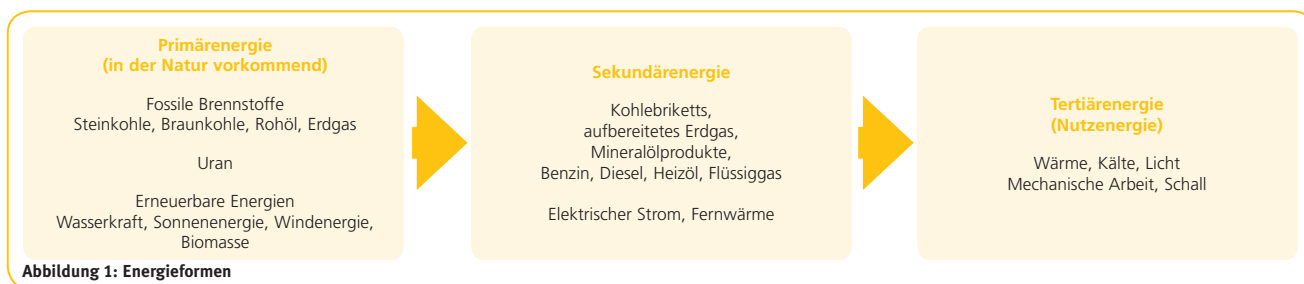 Primärenergie
(in der Natur vorkommend)
Fossile Brennstoffe
Steinkohle, Braunkohle, Rohöl, Erdgas
Uran
Erneuerbare Energien
Wasserkraft, Sonnenenergie, Windenergie,
Biomasse
Sekundärenergie
Kohlebriketts,
aufbereitetes Erdgas,
Mineralölprodukte,
Benzin, Diesel, Heizöl, Flüssiggas
Elektrischer Strom, Fernwärme
Tertiärenergie
(Nutzenergie)
Wärme, Kälte, Licht
Mechanische Arbeit, Schall
Abbildung 1: Energieformen